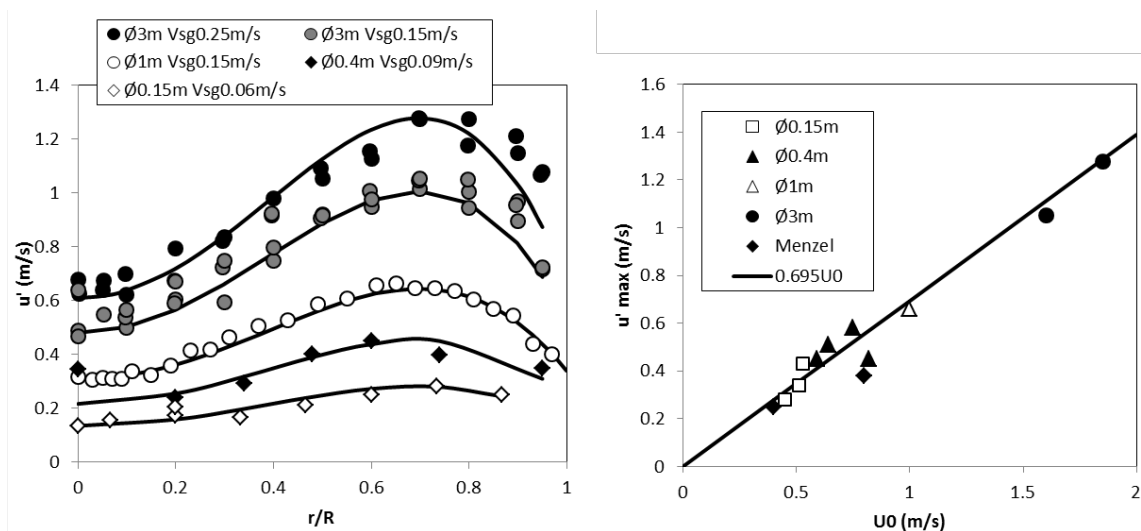 Ø3m Vsg0.25m/s Ø3m Vsg0.15m/s
Ø1m Vsg0.15m/s Ø0.4m Vsg0.09m/s
Ø0.15m Vsg0.06m/s
1.4
1.2
1
0.8
0.6
0.4
0.2
0
u' (m/s)
0 0.2 0.4 0.6 0.8 1
r/R
1.6
1.4
1.2
1
0.8
0.6
0.4
0.2
0
u' max (m/s)
Ø0.15m
Ø0.4m
Ø1m
Ø3m
Menzel
0.695U0
0 0.5 1 1.5 2
U0 (m/s)